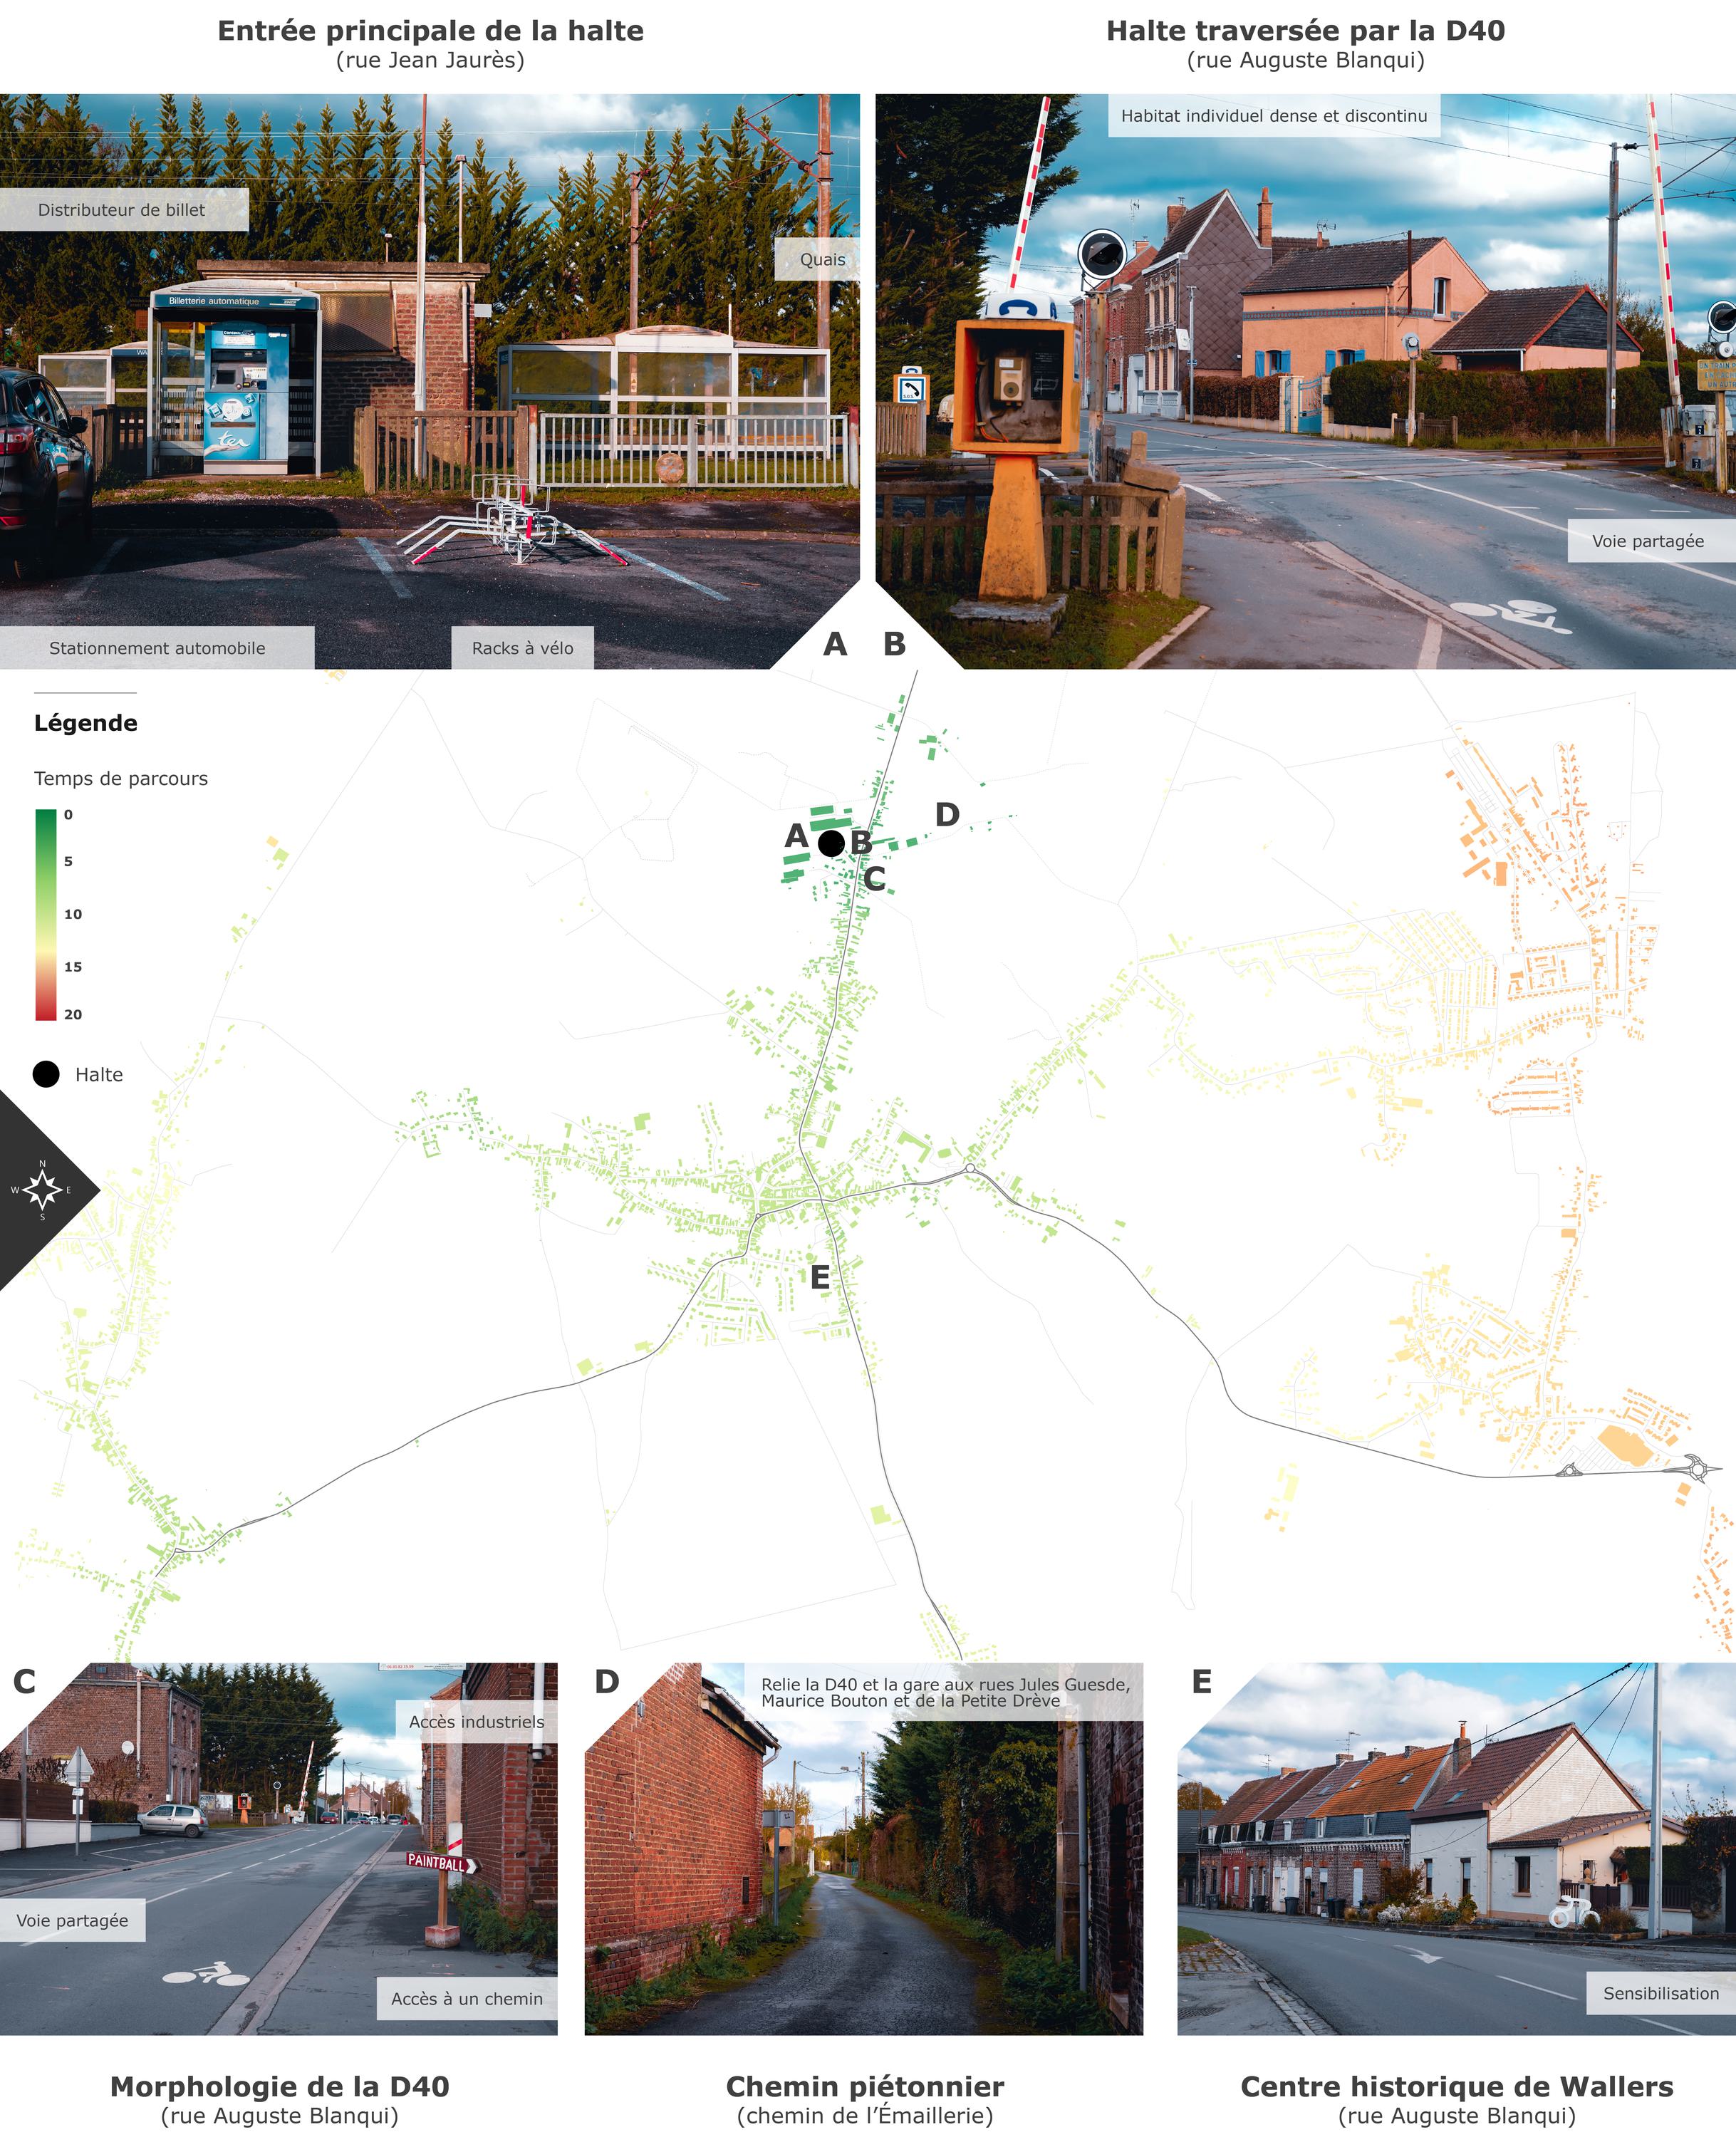 Entrée principale de la halte
(rue Jean Jaurès)
Halte traversée par la D40
(rue Auguste Blanqui)
Distributeur de billet
Quais
Billetterie automatique
ter
Stationnement automobile
Racks à vélo
Habitat individuel dense et discontinu
S.O.S.
Voie partagée
A
B
Légende
Temps de parcours
0
5
10
15
20
Halte
N
W
E
S
A
B
C
D
E
C
Accès industriels
PAINTBALL
Voie partagée
Accès à un chemin
D
Relie la D40 et la gare aux rues Jules Guesde,
Maurice Bouton et de la Petite Drève
E
Sensibilisation
Morphologie de la D40
(rue Auguste Blanqui)
Chemin piétonnier
(chemin de l’Émaillerie)
Centre historique de Wallers
(rue Auguste Blanqui)